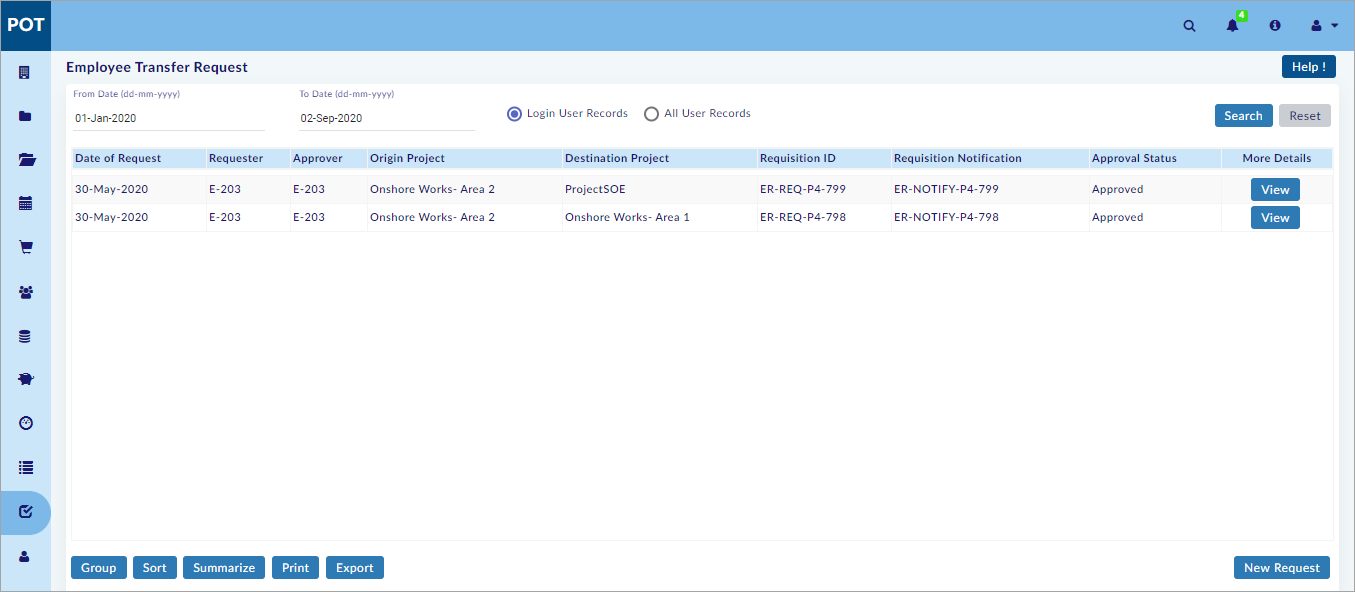 POT
4
Employee Transfer Request
Help !
From Date (dd-mm-yyyy) To Date (dd-mm-yyyy)
01-Jan-2020 02-Sep-2020 Login User Records All User Records Search Reset
Date of Request Requester Approver Origin Project Destination Project Requisition ID Requisition Notification Approval Status More Details
30-May-2020 E-203 E-203 Onshore Works- Area 2 ProjectSOE ER-REQ-P4-799 ER-NOTIFY-P4-799 Approved View
30-May-2020 E-203 E-203 Onshore Works- Area 2 Onshore Works- Area 1 ER-REQ-P4-798 ER-NOTIFY-P4-798 Approved View
Group Sort Summarize Print Export New Request